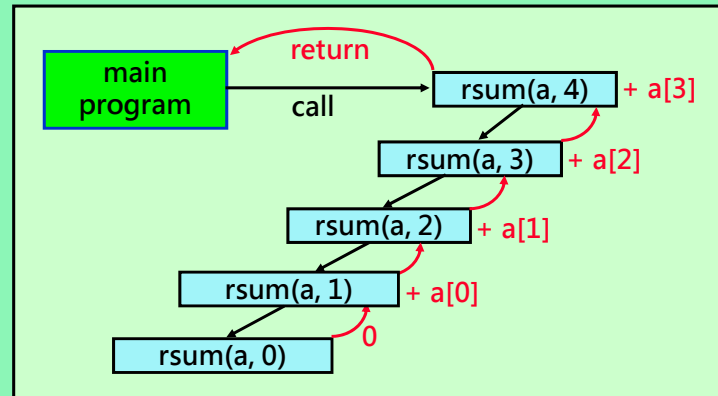 return
main
program
call
rsum(a, 4) + a[3]
rsum(a, 3) + a[2]
rsum(a, 2) + a[1]
rsum(a, 1) + a[0]
0
rsum(a, 0)